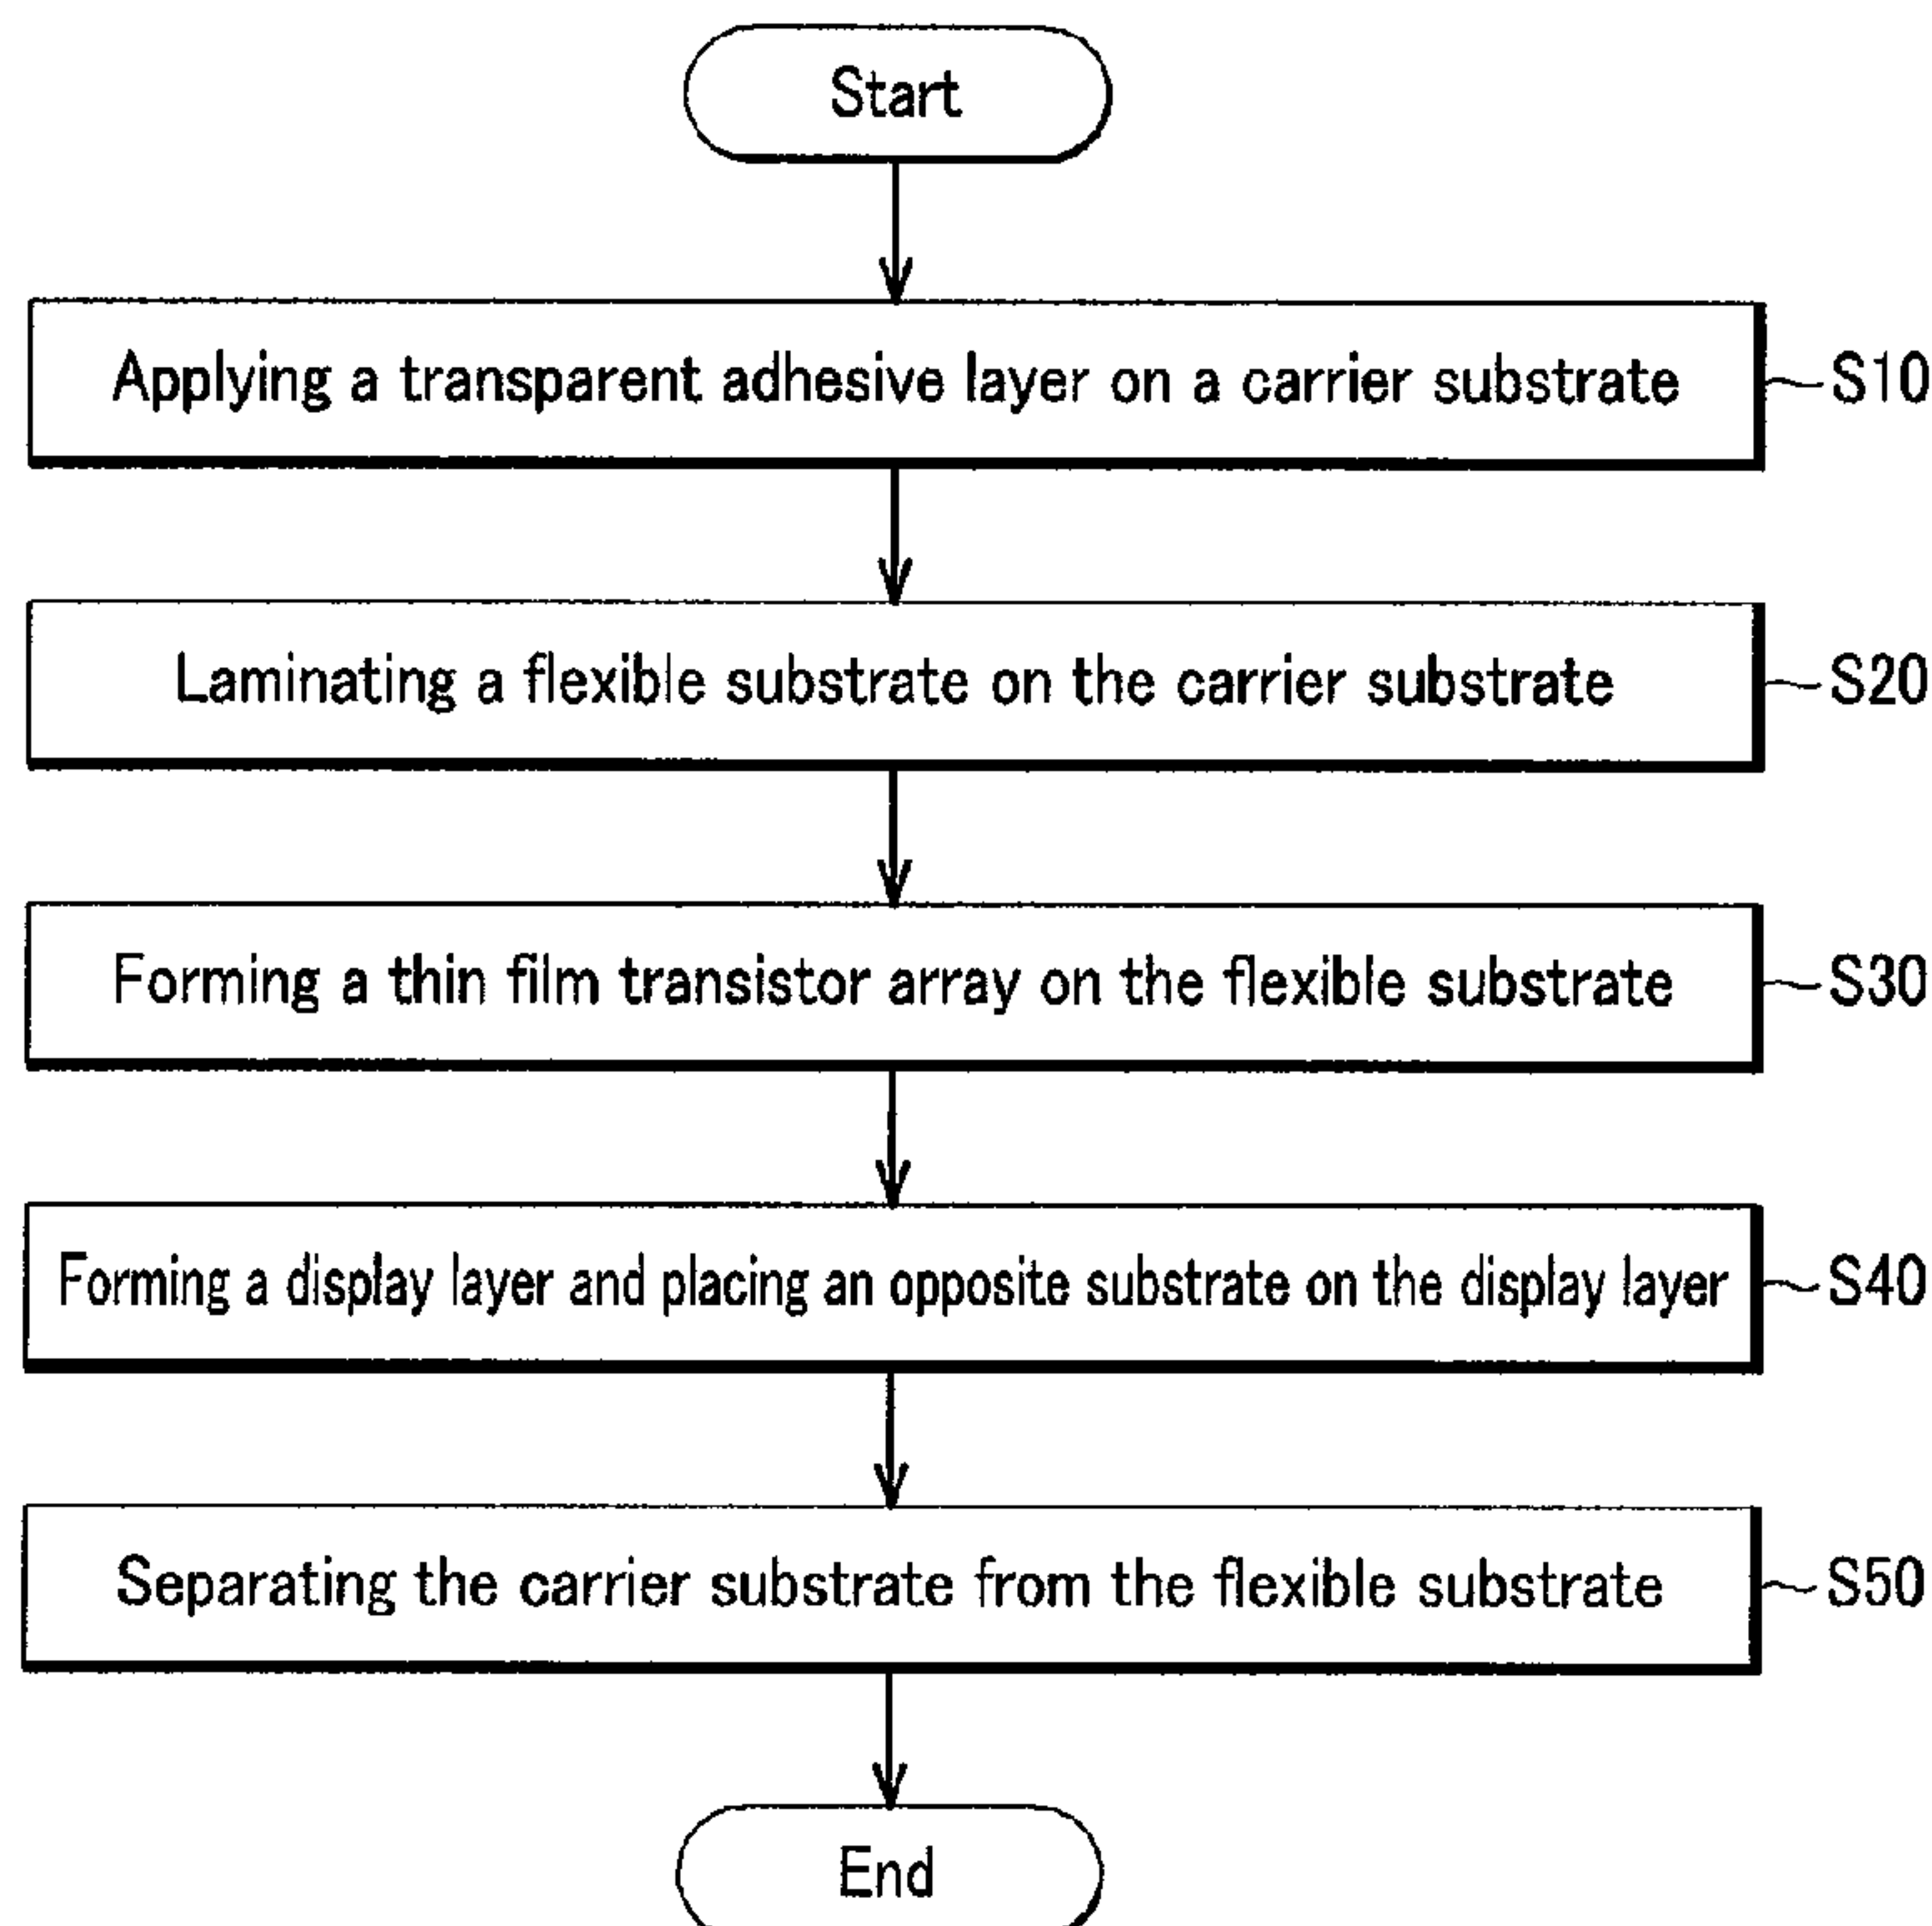 Start
Applying a transparent adhesive layer on a carrier substrate
S10
Laminating a flexible substrate on the carrier substrate
S20
Forming a thin film transistor array on the flexible substrate
S30
Forming a display layer and placing an opposite substrate on the display layer
S40
Separating the carrier substrate from the flexible substrate
S50
End